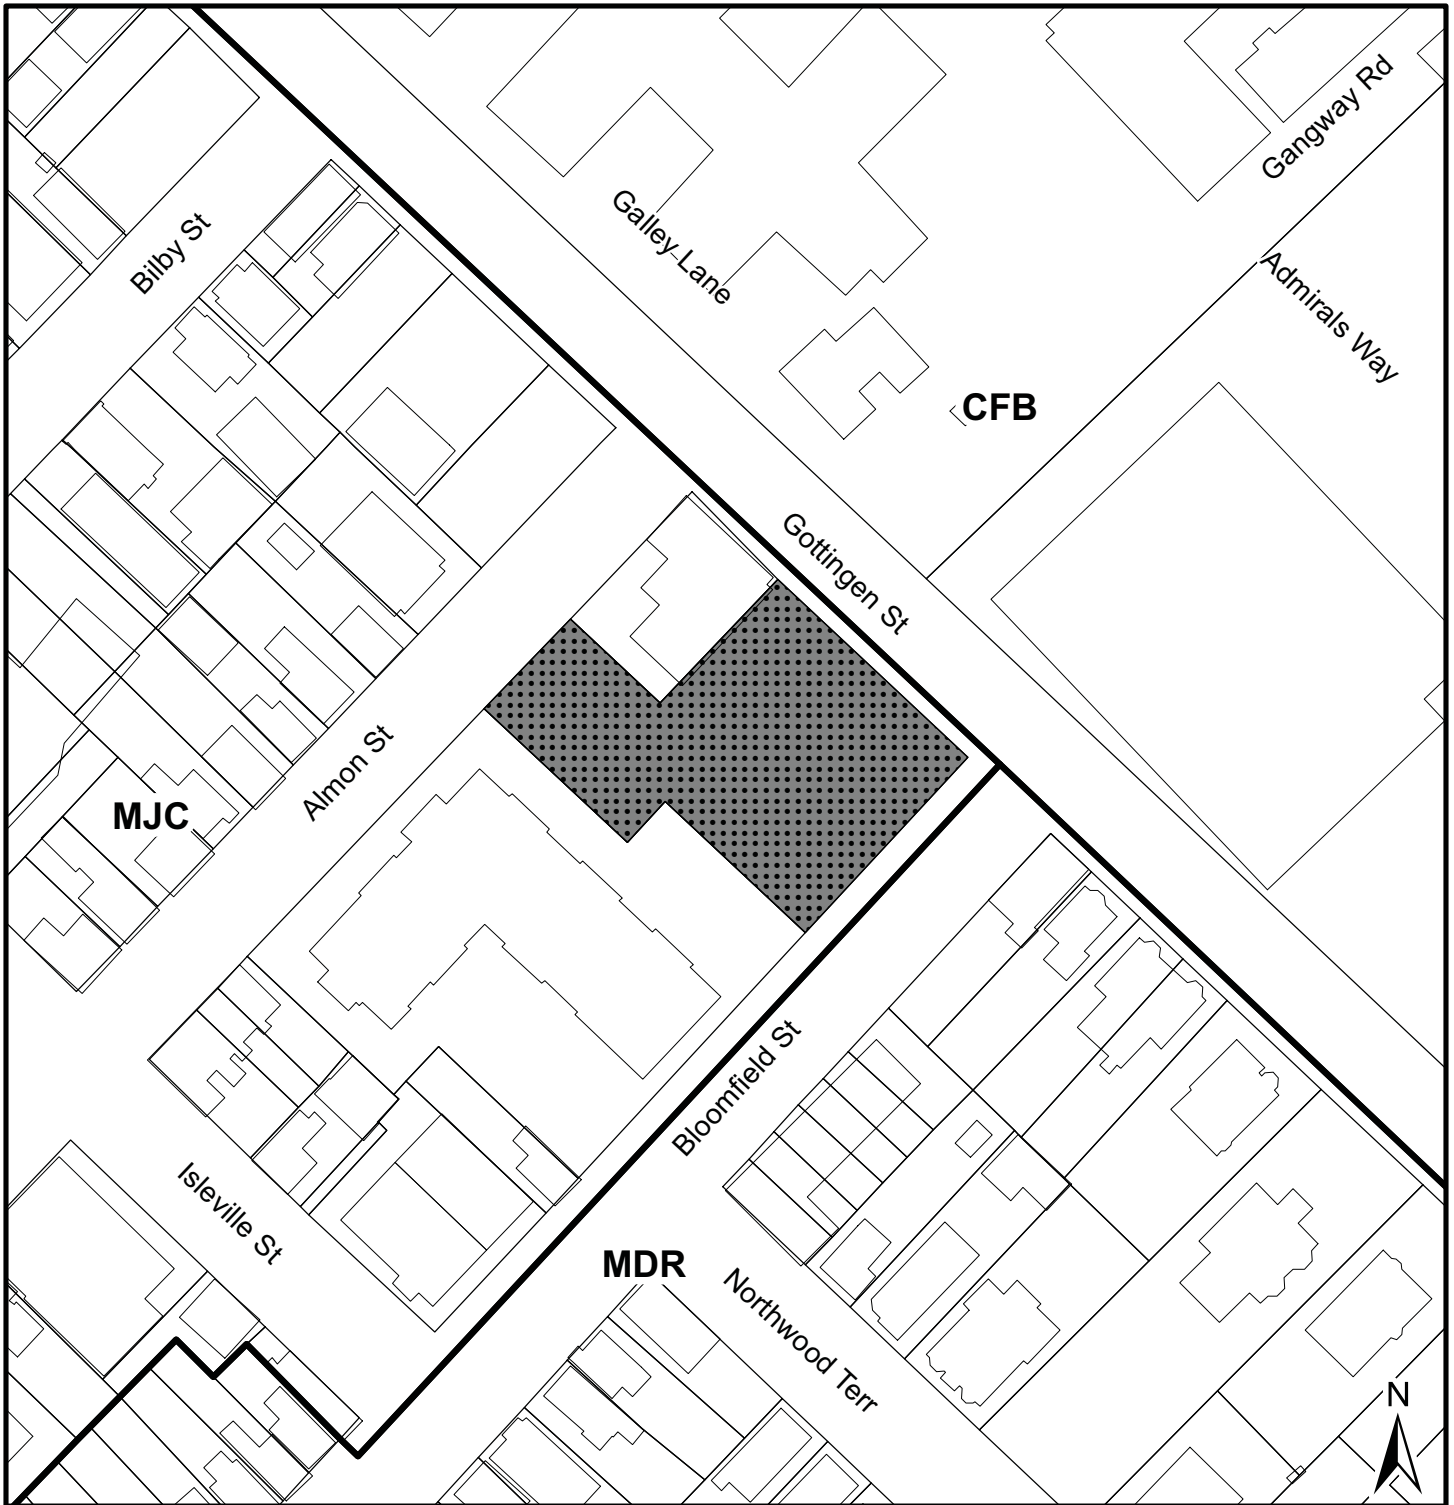 Gangway Rd
Bilby St
Galley Lane
Admirals Way
CFB
Gottingen St
Almon St
MJC
Bloomfield St
Isleville St
MDR
Northwood Terr
N